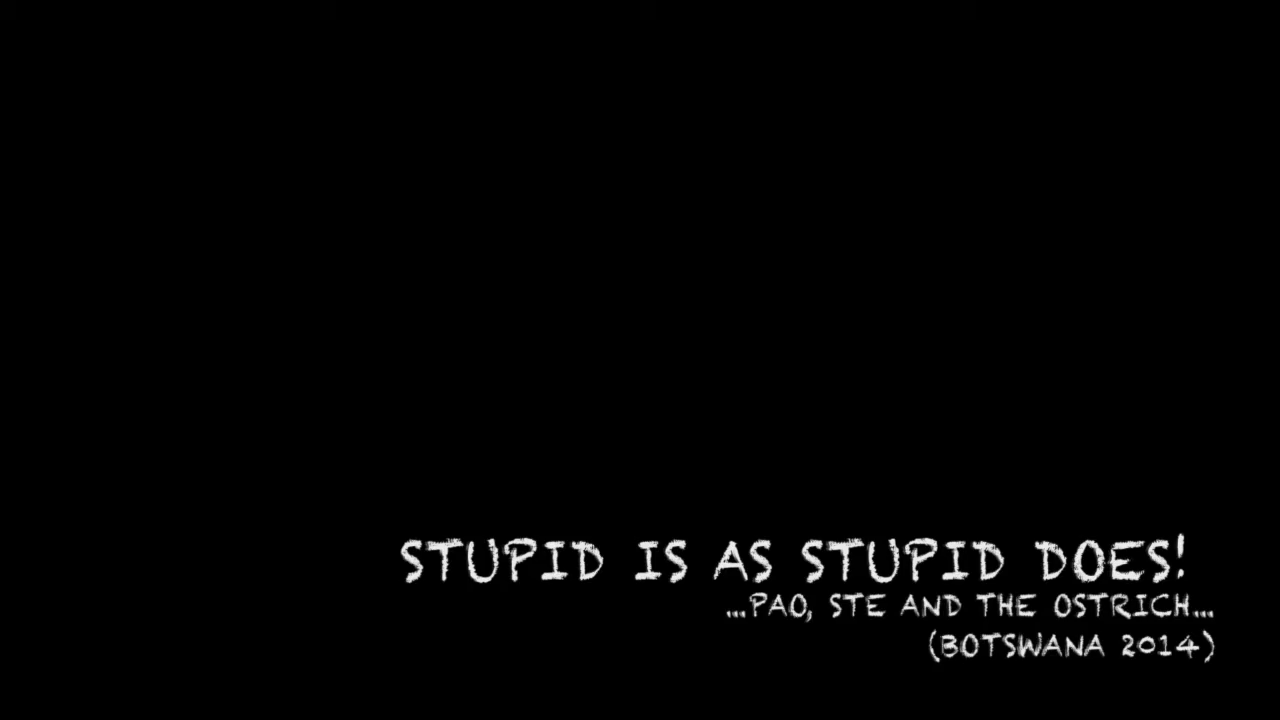 STUPID IS AS STUPID DOES!
...PAO, STE AND THE OSTRICH...
(BOTSWANA 2014)